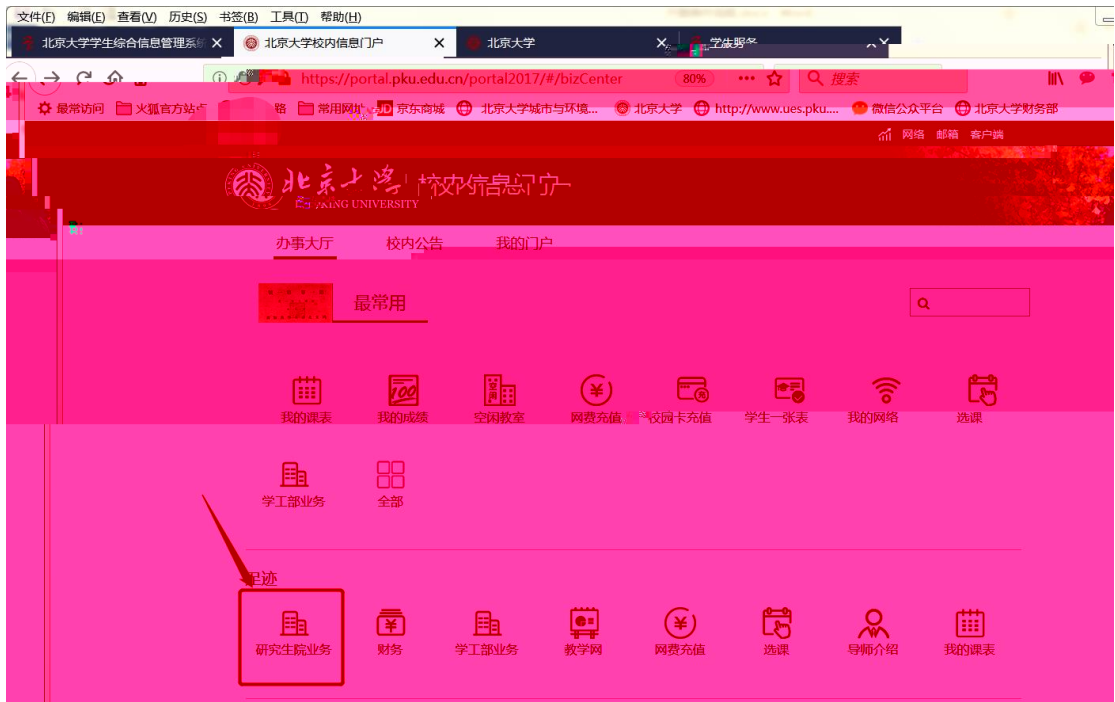 文件(F) 编辑(E) 查看(V) 历史(S) 书签(B) 工具(T) 帮助(H)
北京大学学生综合信息管理系统 北京大学校内信息门户 北京大学
https://portal.pku.edu.cn/portal2017/#/bizCenter 80% 搜索
最常访问 火狐官方站点 常用网址 JD 京东商城 北京大学城市与环境... 北京大学 http://www.ues.pku.... 微信公众平台 北京大学财务部
网络 邮箱 客户端
北京大学 校内信息门户
UNIVERSITY
办事大厅 校内公告 我的门户
最常用
100
我的课表 我的成绩 空闲教室 网费充值 校园卡充值 学生一张表 我的网络 选课
学工部业务 全部
足迹
研究生院业务 财务 学工部业务 教学网 网费充值 选课 导师介绍 我的课表